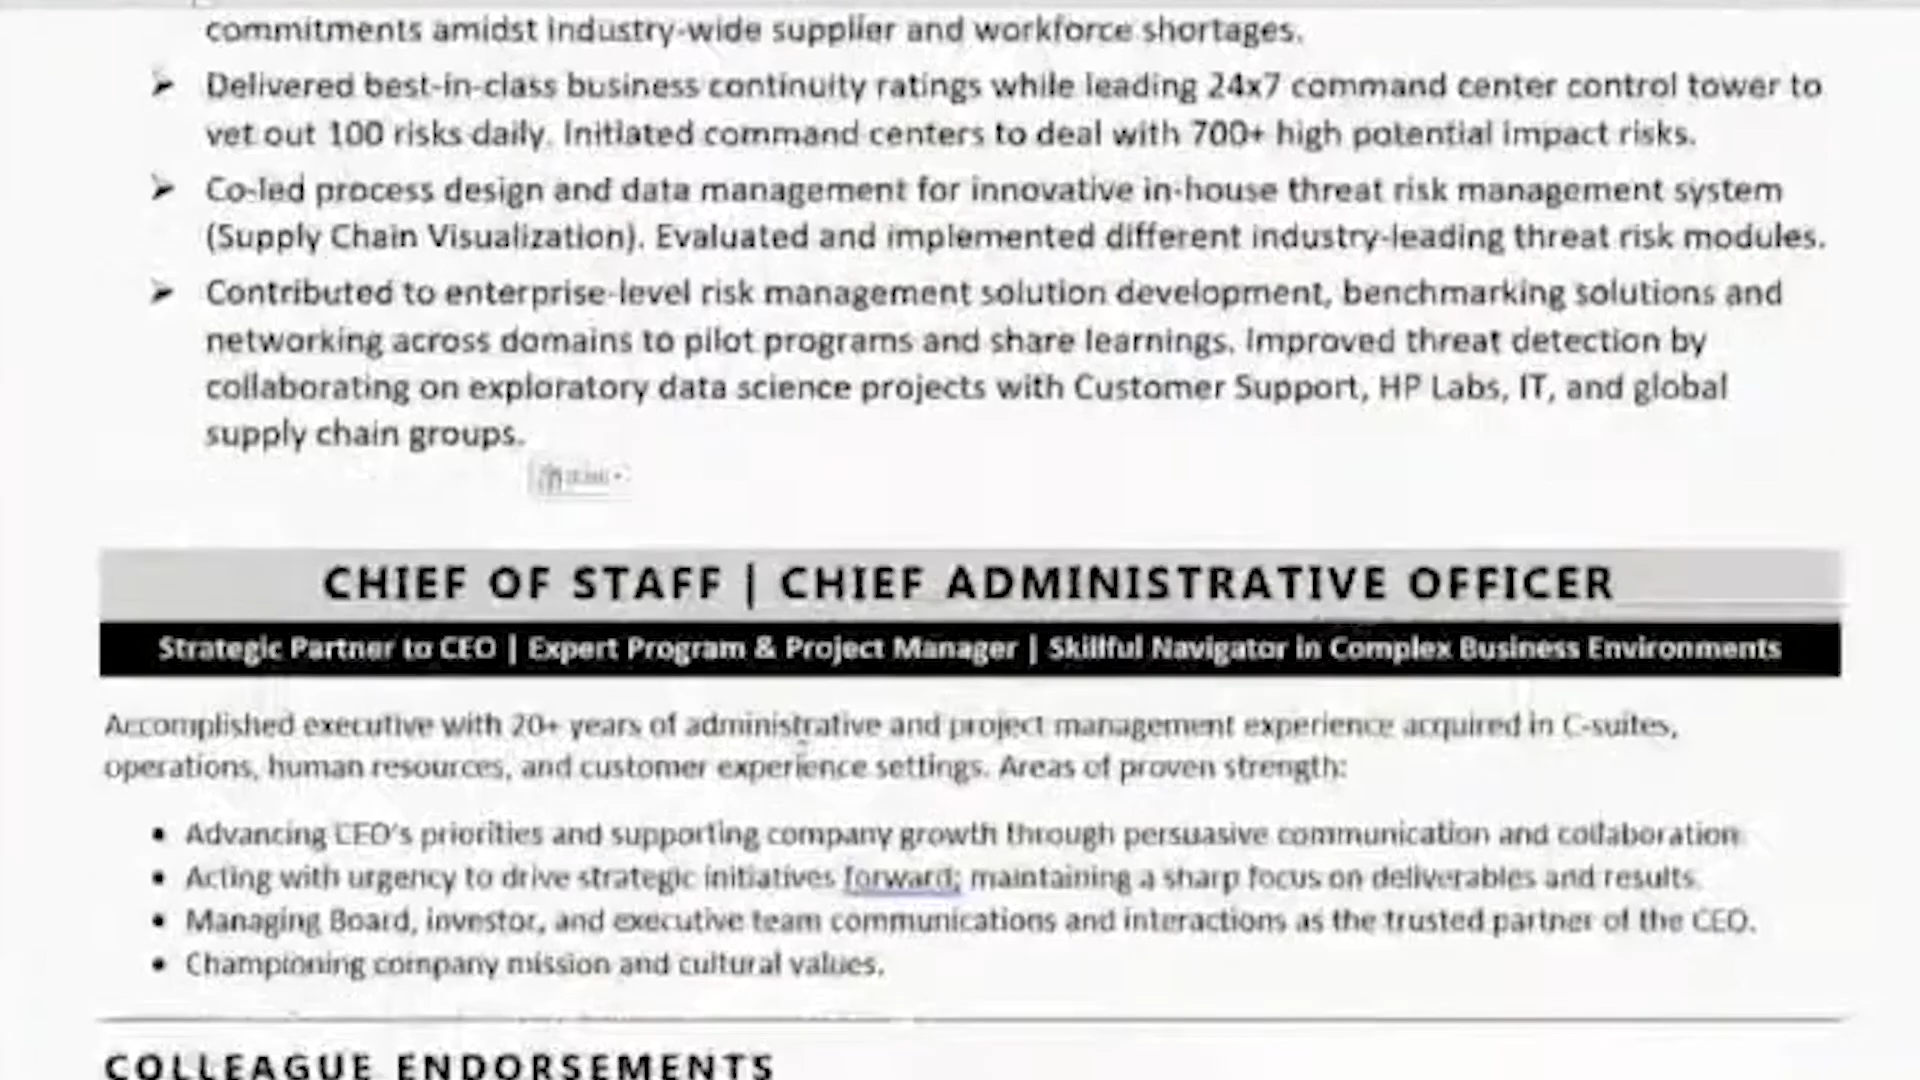 commitments amidst industry-wide supplier and workforce shortages.
➢ Delivered best-in-class business continuity ratings while leading 24x7 command center control tower to
vet out 100 risks daily. Initiated command centers to deal with 700+ high potential impact risks.
➢ Co-led process design and data management for innovative in-house threat risk management system
(Supply Chain Visualization). Evaluated and implemented different industry-leading threat risk modules.
➢ Contributed to enterprise-level risk management solution development, benchmarking solutions and
networking across domains to pilot programs and share learnings. Improved threat detection by
collaborating on exploratory data science projects with Customer Support, HP Labs, IT, and global
supply chain groups.
CHIEF OF STAFF | CHIEF ADMINISTRATIVE OFFICER
Strategic Partner to CEO | Expert Program & Project Manager | Skillful Navigator in Complex Business Environments
Accomplished executive with 20+ years of administrative and project management experience acquired in C-suites,
operations, human resources, and customer experience settings. Areas of proven strength:
• Advancing CEO's priorities and supporting company growth through persuasive communication and collaboration
• Acting with urgency to drive strategic initiatives forward; maintaining a sharp focus on deliverables and results.
• Managing Board, investor, and executive team communications and interactions as the trusted partner of the CEO.
• Championing company mission and cultural values.
COLLEAGUE ENDORSEMENTS